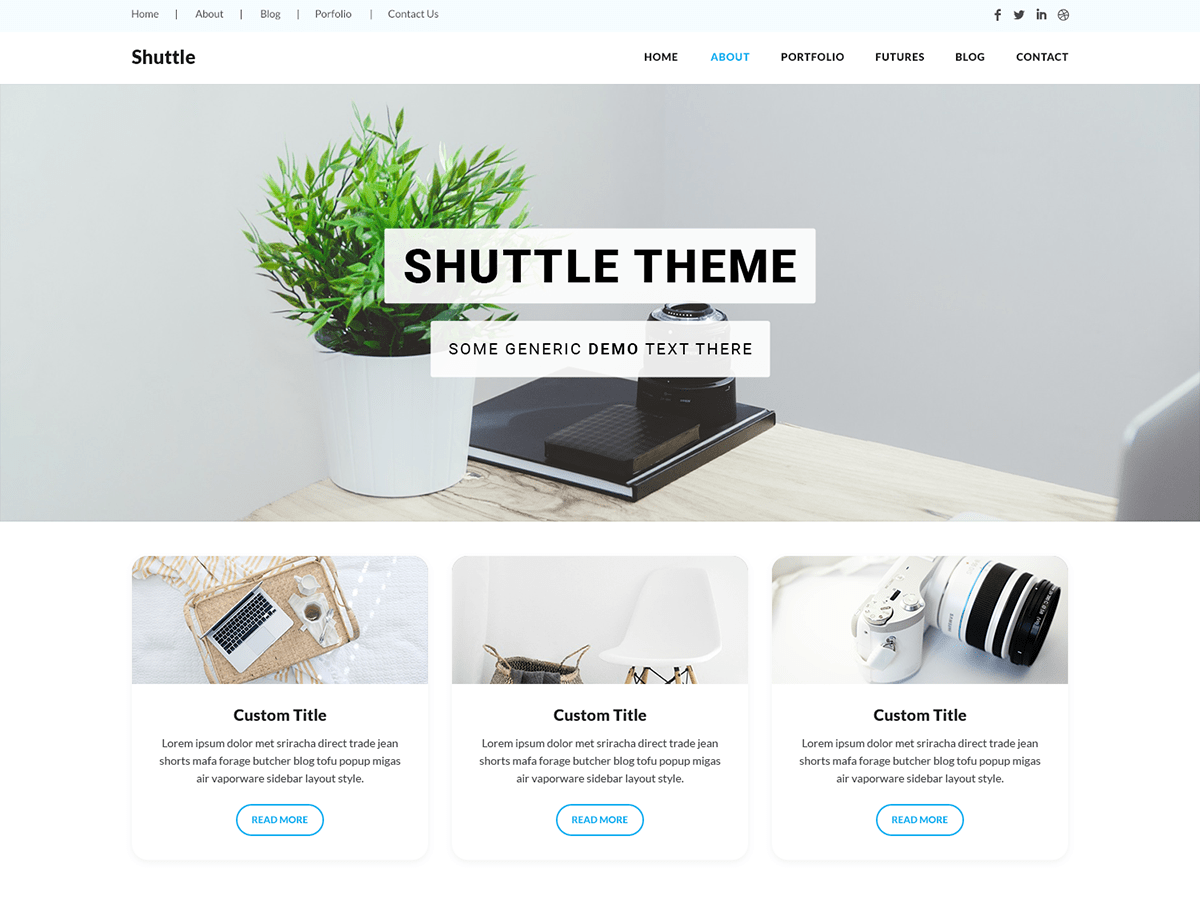 Home | About | Blog | Porfolio | Contact Us
Shuttle
HOME ABOUT PORTFOLIO FUTURES BLOG CONTACT
SHUTTLE THEME
SOME GENERIC DEMO TEXT THERE
Custom Title
Lorem ipsum dolor met sriracha direct trade jean
shorts mafa forage butcher blog tofu popup migas
air vaporware sidebar layout style.
READ MORE
Custom Title
Lorem ipsum dolor met sriracha direct trade jean
shorts mafa forage butcher blog tofu popup migas
air vaporware sidebar layout style.
READ MORE
Custom Title
Lorem ipsum dolor met sriracha direct trade jean
shorts mafa forage butcher blog tofu popup migas
air vaporware sidebar layout style.
READ MORE